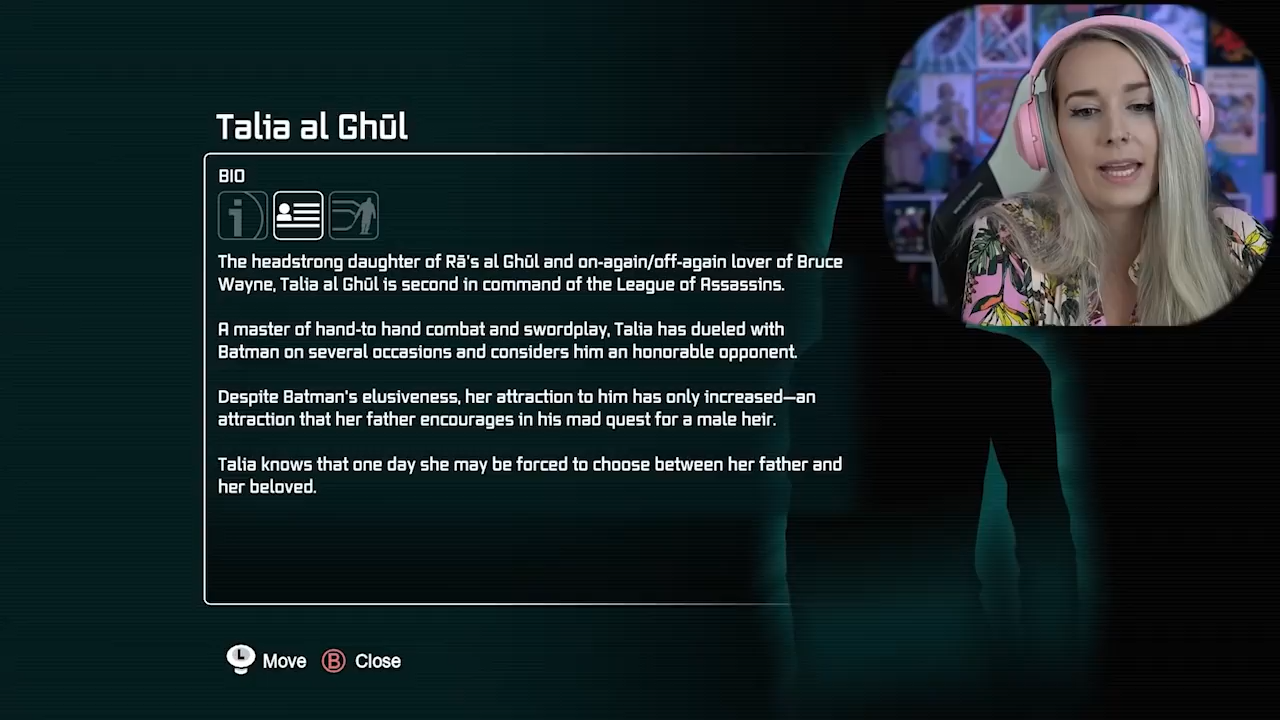 Talia al Ghūl
BIO
The headstrong daughter of Rā's al Ghūl and on-again/off-again lover of Bruce
Wayne, Talia al Ghūl is second in command of the League of Assassins.
A master of hand-to hand combat and swordplay, Talia has dueled with
Batman on several occasions and considers him an honorable opponent.
Despite Batman's elusiveness, her attraction to him has only increased—an
attraction that her father encourages in his mad quest for a male heir.
Talia knows that one day she may be forced to choose between her father and
her beloved.
L Move B Close